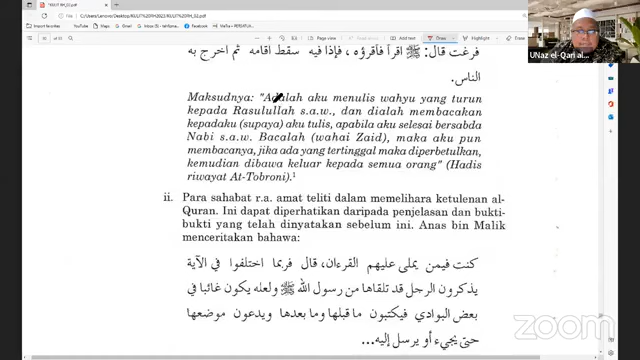 فرغت قال: ﷺ اقرأ فأقرؤه ، فإذا فيه سقط أقامه ثم اخرج به
الناس.
Maksudnya: "Adalah aku menulis wahyu yang turun
kepada Rasulullah s.a.w., dan dialah membacakan
kepadaku (supaya) aku tulis, apabila aku selesai bersabda
Nabi s.a.w. Bacalah (wahai Zaid), maka aku pun
membacanya, jika ada yang tertinggal maka diperbetulkan,
kemudian dibawa keluar kepada semua orang" (Hadis
riwayat At-Tobroni).¹
ii. Para sahabat r.a. amat teliti dalam memelihara ketulenan al-
Quran. Ini dapat diperhatikan daripada penjelasan dan bukti-
bukti yang telah dinyatakan sebelum ini. Anas bin Malik
menceritakan bahawa:
كنت فيمن يملى عليهم القرءان، قال فربما اختلفوا في الآية
يذكرون الرجل قد تلقاها من رسول الله ﷺ ولعله يكون غائبا في
بعض البوادي فيكتبون ما قبلها وما بعدها ويدعون موضعها
حتى يجيء أو يرسل إليه...
UNaz el-Qari al...
zoom